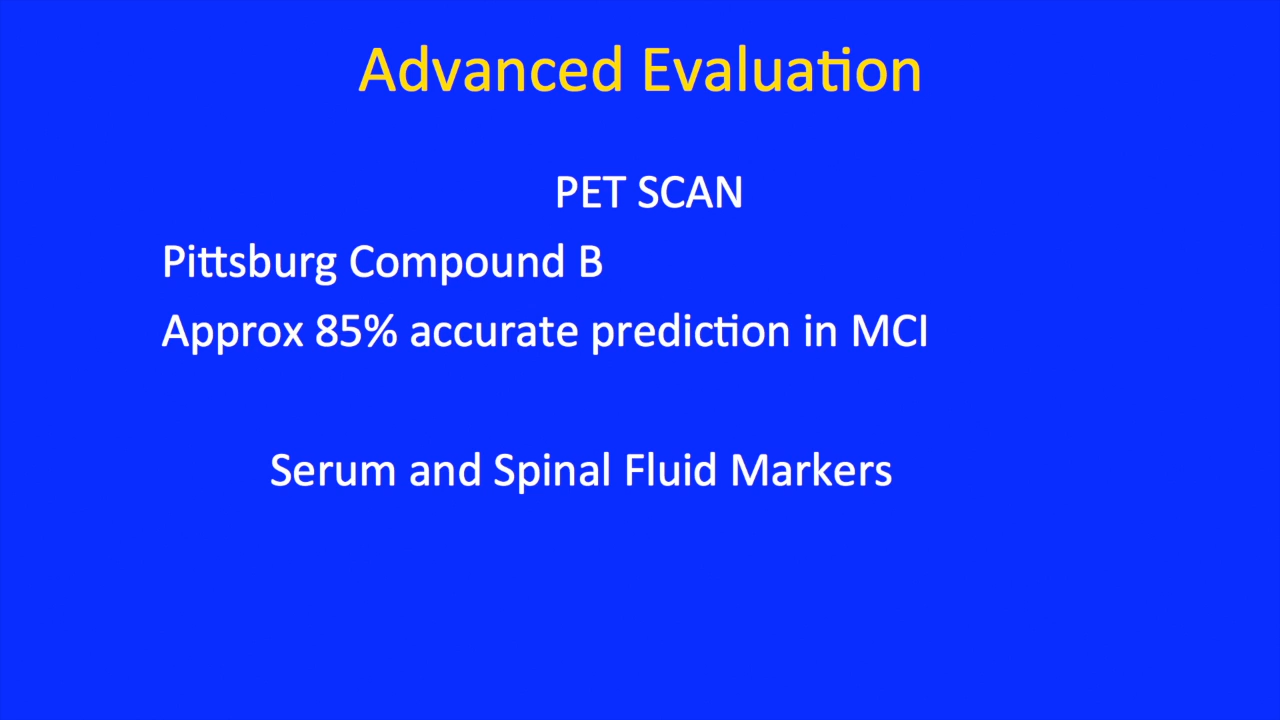 Advanced Evaluation
PET SCAN
Pittsburg Compound B
Approx 85% accurate prediction in MCI
Serum and Spinal Fluid Markers